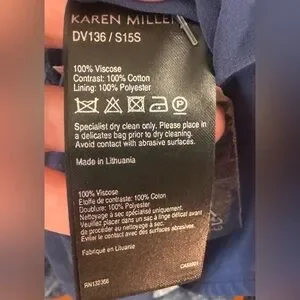 KAREN MILLEN
DV136 / S15S
100% Viscose
Contrast: 100% Cotton
Lining: 100% Polyester
Specialist dry clean only. Please place in
a delicates bag prior to dry cleaning.
Avoid contact with abrasive surfaces.
Made in Lithuania
100% Viscose
Etoffe de contraste: 100% Cotton
Doublure: 100% Polyester
Nettoyage à sec spécialisé uniquement.
Veuillez placer dans un sac à linge délicat avant
de procéder au nettoyage à sec.
Eviter le contact avec des surfaces abrasives.
Fabriqué en Lituanie
RN132366